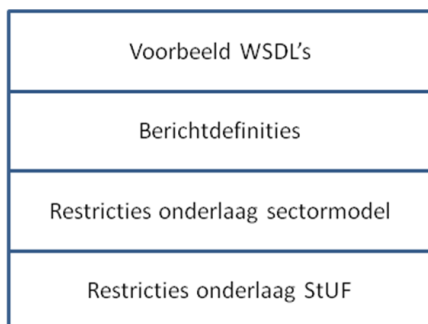 Voorbeeld WSDL's
Berichtdefinities
Restricties onderlaag sectormodel
Restricties onderlaag StUF